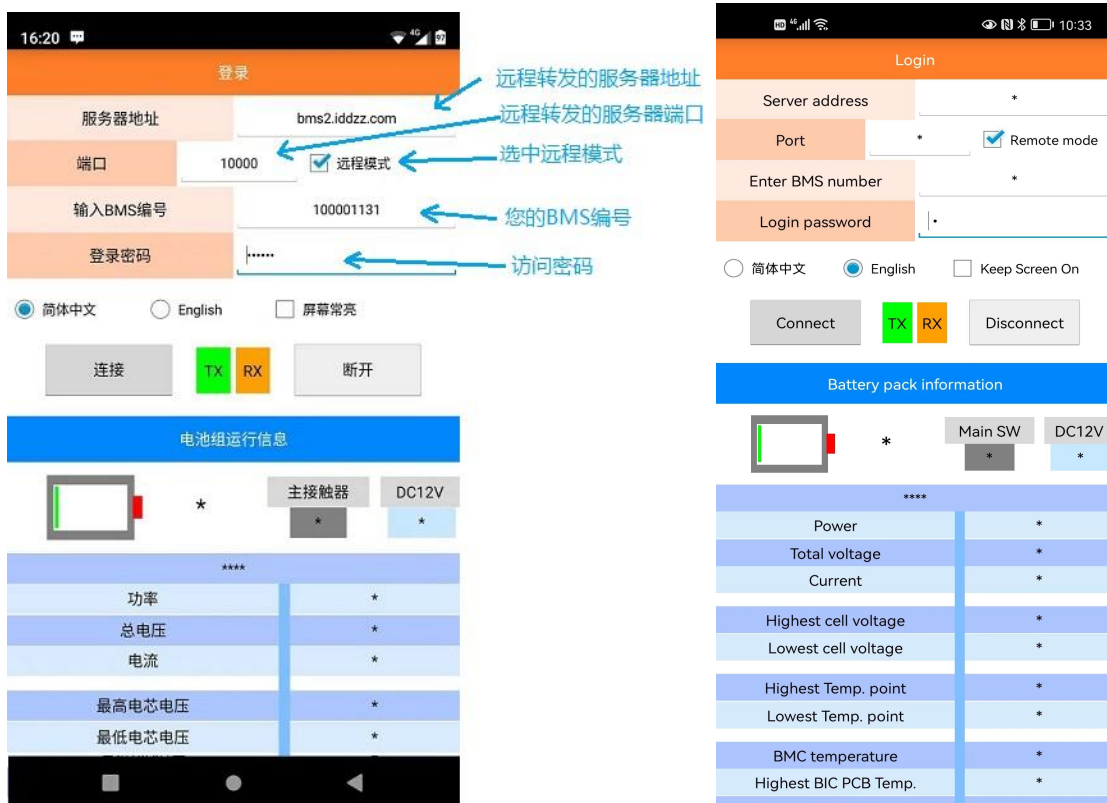 16:20
4G
97
登录
服务器地址
bms2.iddzz.com
端口
10000
远程模式
输入BMS编号
100001131
登录密码
······
简体中文
English
屏幕常亮
连接
TX
RX
断开
电池组运行信息
*
主接触器
*
DC12V
*
****
功率 *
总电压 *
电流 *
最高电芯电压 *
最低电芯电压 *
远程转发的服务器地址
远程转发的服务器端口
选中远程模式
您的BMS编号
访问密码
HD 4G
10:33
Login
Server address *
Port *
Remote mode
Enter BMS number *
Login password ·
简体中文
English
Keep Screen On
Connect
TX
RX
Disconnect
Battery pack information
*
Main SW
*
DC12V
*
****
Power *
Total voltage *
Current *
Highest cell voltage *
Lowest cell voltage *
Highest Temp. point *
Lowest Temp. point *
BMC temperature *
Highest BIC PCB Temp. *